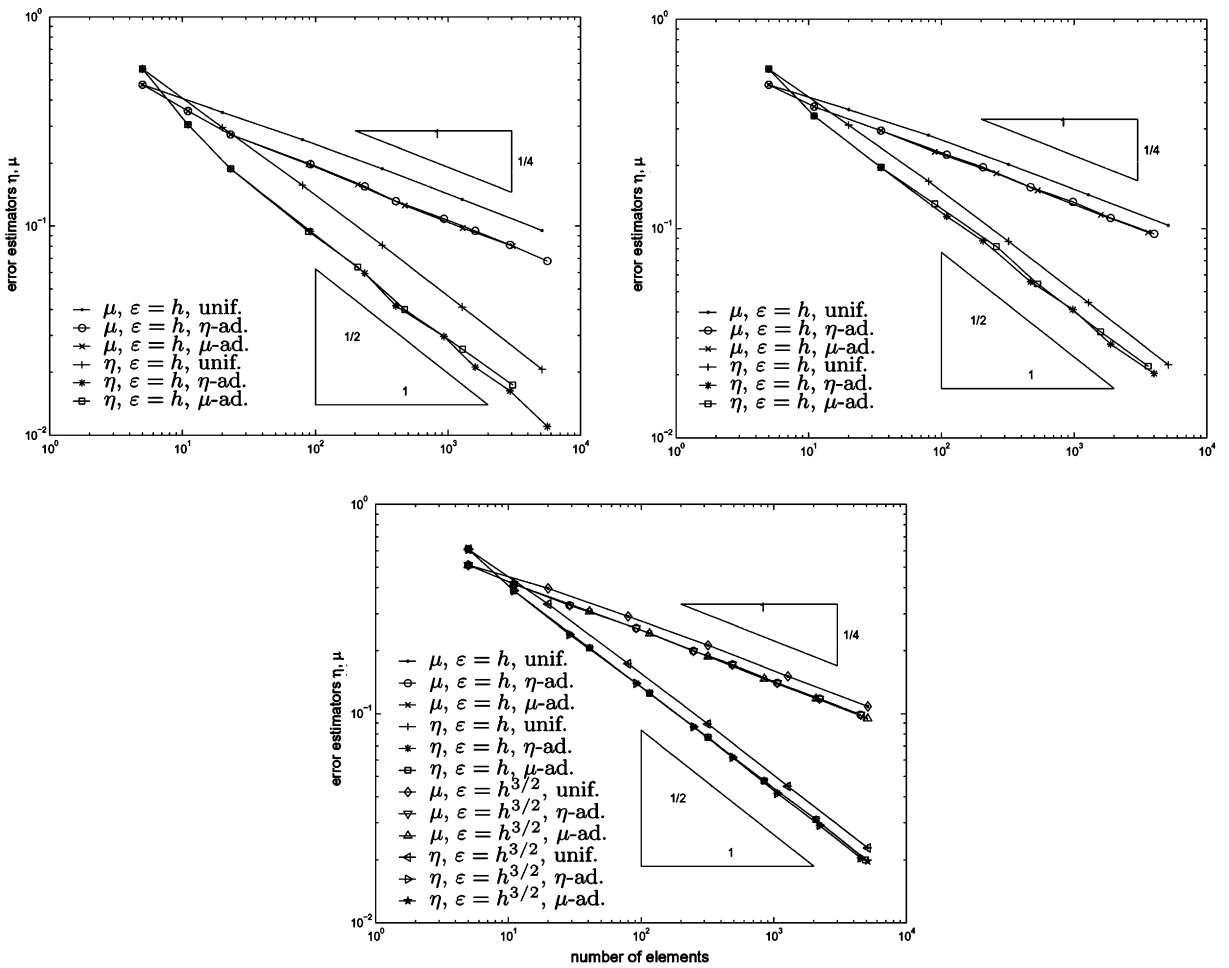 10^0
10^-1
10^-2
error estimators η, μ
1
1/4
1/2
1
μ, ε = h, unif.
μ, ε = h, η-ad.
μ, ε = h, μ-ad.
η, ε = h, unif.
η, ε = h, η-ad.
η, ε = h, μ-ad.
10^0
10^1
10^2
10^3
10^4
10^0
10^-1
10^-2
error estimators η, μ
1
1/4
1/2
1
μ, ε = h, unif.
μ, ε = h, η-ad.
μ, ε = h, μ-ad.
η, ε = h, unif.
η, ε = h, η-ad.
η, ε = h, μ-ad.
10^0
10^1
10^2
10^3
10^4
10^0
10^-1
10^-2
error estimators η, μ
1
1/4
1/2
1
μ, ε = h, unif.
μ, ε = h, η-ad.
μ, ε = h, μ-ad.
η, ε = h, unif.
η, ε = h, η-ad.
η, ε = h, μ-ad.
μ, ε = h^3/2, unif.
μ, ε = h^3/2, η-ad.
μ, ε = h^3/2, μ-ad.
η, ε = h^3/2, unif.
η, ε = h^3/2, η-ad.
η, ε = h^3/2, μ-ad.
10^0
10^1
10^2
10^3
10^4
number of elements